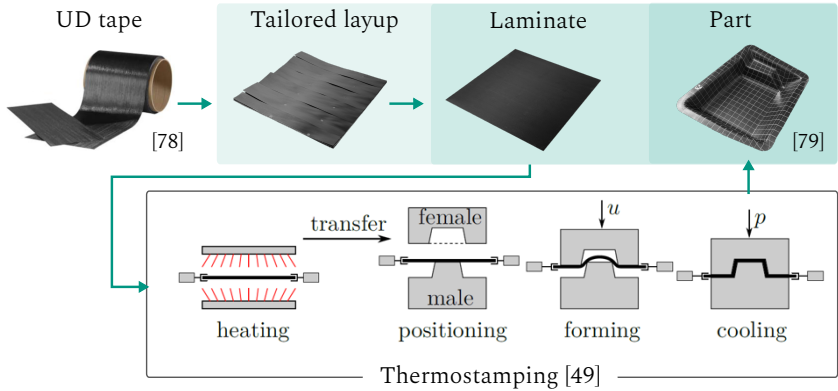 UD tape
Tailored layup
Laminate
Part
[78]
[79]
transfer
female
male
u
p
heating
positioning
forming
cooling
Thermostamping [49]